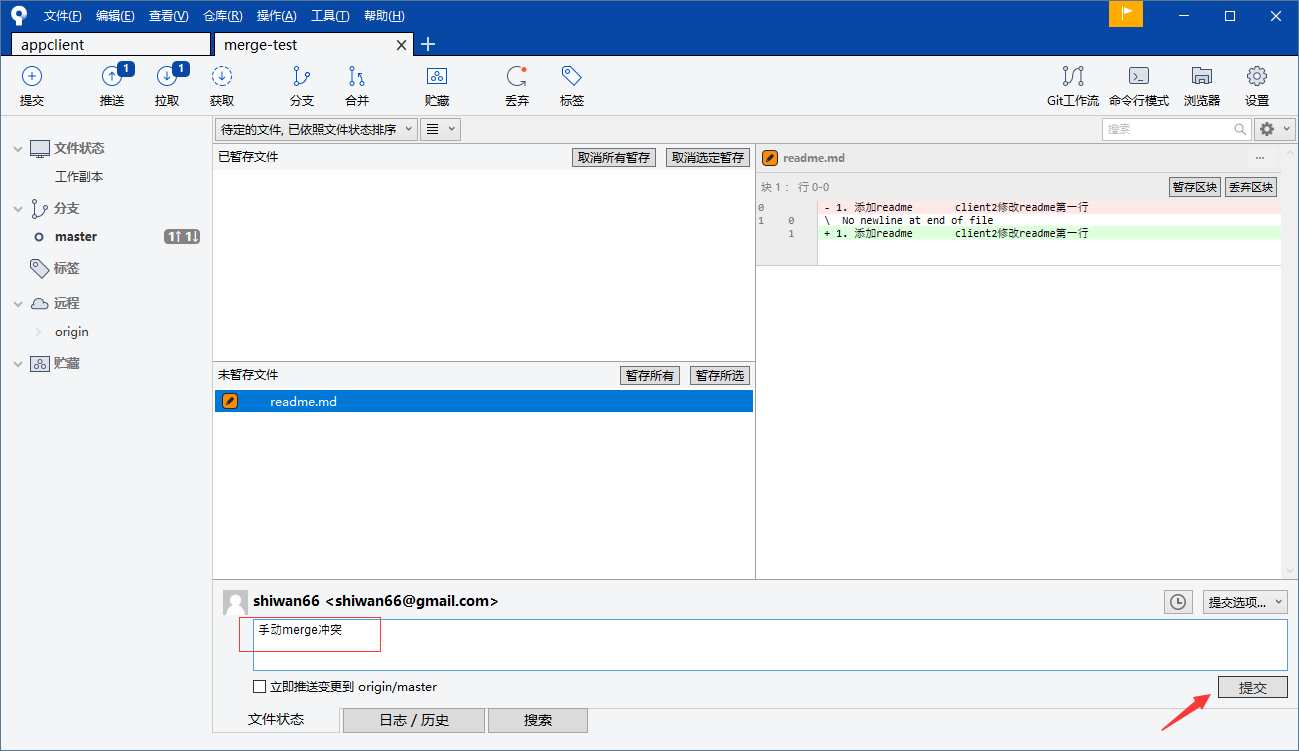 文件(F) 编辑(E) 查看(V) 仓库(R) 操作(A) 工具(T) 帮助(H)
appclient
merge-test
提交
1
推送
1
拉取
获取
分支
合并
贮藏
丢弃
标签
Git工作流
命令行模式
浏览器
设置
文件状态
工作副本
分支
master
1↑ 1↓
标签
远程
origin
贮藏
待定的文件, 已依照文件状态排序
搜索
已暂存文件
取消所有暂存
取消选定暂存
未暂存文件
暂存所有
暂存所选
readme.md
readme.md
...
块 1： 行 0-0
暂存区块
丢弃区块
0 - 1. 添加readme client2修改readme第一行
1 0 \ No newline at end of file
1 + 1. 添加readme client2修改readme第一行
shiwan66 <shiwan66@gmail.com>
提交选项...
手动merge冲突
立即推送变更到 origin/master
提交
文件状态
日志 / 历史
搜索